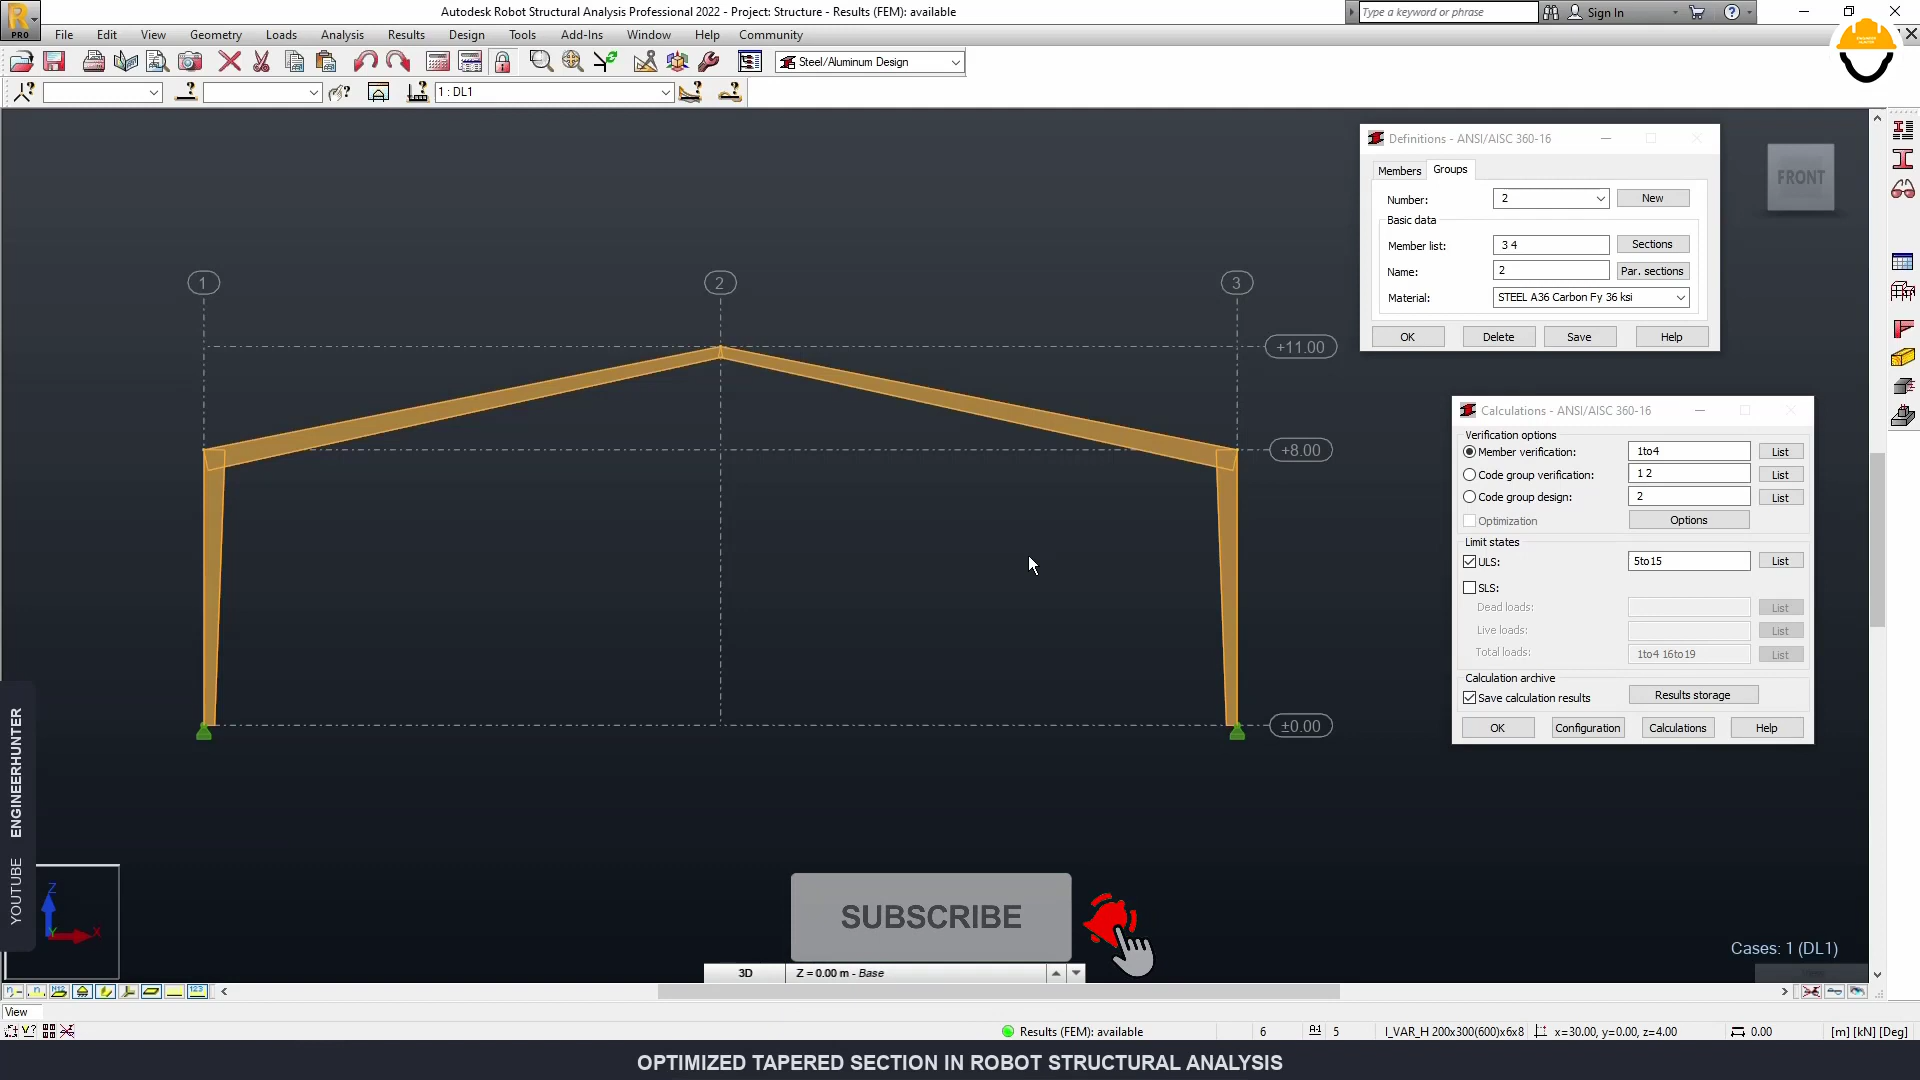 Autodesk Robot Structural Analysis Professional 2022 - Project: Structure - Results (FEM): available
Type a keyword or phrase
Sign In
PRO
File Edit View Geometry Loads Analysis Results Design Tools Add-Ins Window Help Community
Steel/Aluminum Design
1 : DL1
Definitions - ANSI/AISC 360-16
Members Groups
Number: 2 New
Basic data
Member list: 3 4 Sections
Name: 2 Par. sections
Material: STEEL A36 Carbon Fy 36 ksi
OK Delete Save Help
FRONT
1 2 3
+11.00
+8.00
±0.00
Calculations - ANSI/AISC 360-16
Verification options
Member verification: 1to4 List
Code group verification: 1 2 List
Code group design: 2 List
Optimization Options
Limit states
ULS: 5to15 List
SLS:
Dead loads: List
Live loads: List
Total loads: 1to4 16to19 List
Calculation archive
Save calculation results Results storage
OK Configuration Calculations Help
YOUTUBE ENGINEERHUNTER
Z
Y
X
SUBSCRIBE
Cases: 1 (DL1)
3D Z = 0.00 m - Base
View
Results (FEM): available 6 5 I_VAR_H 200x300(600)x6x8 x=30.00, y=0.00, z=4.00 0.00 [m] [kN] [Deg]
OPTIMIZED TAPERED SECTION IN ROBOT STRUCTURAL ANALYSIS